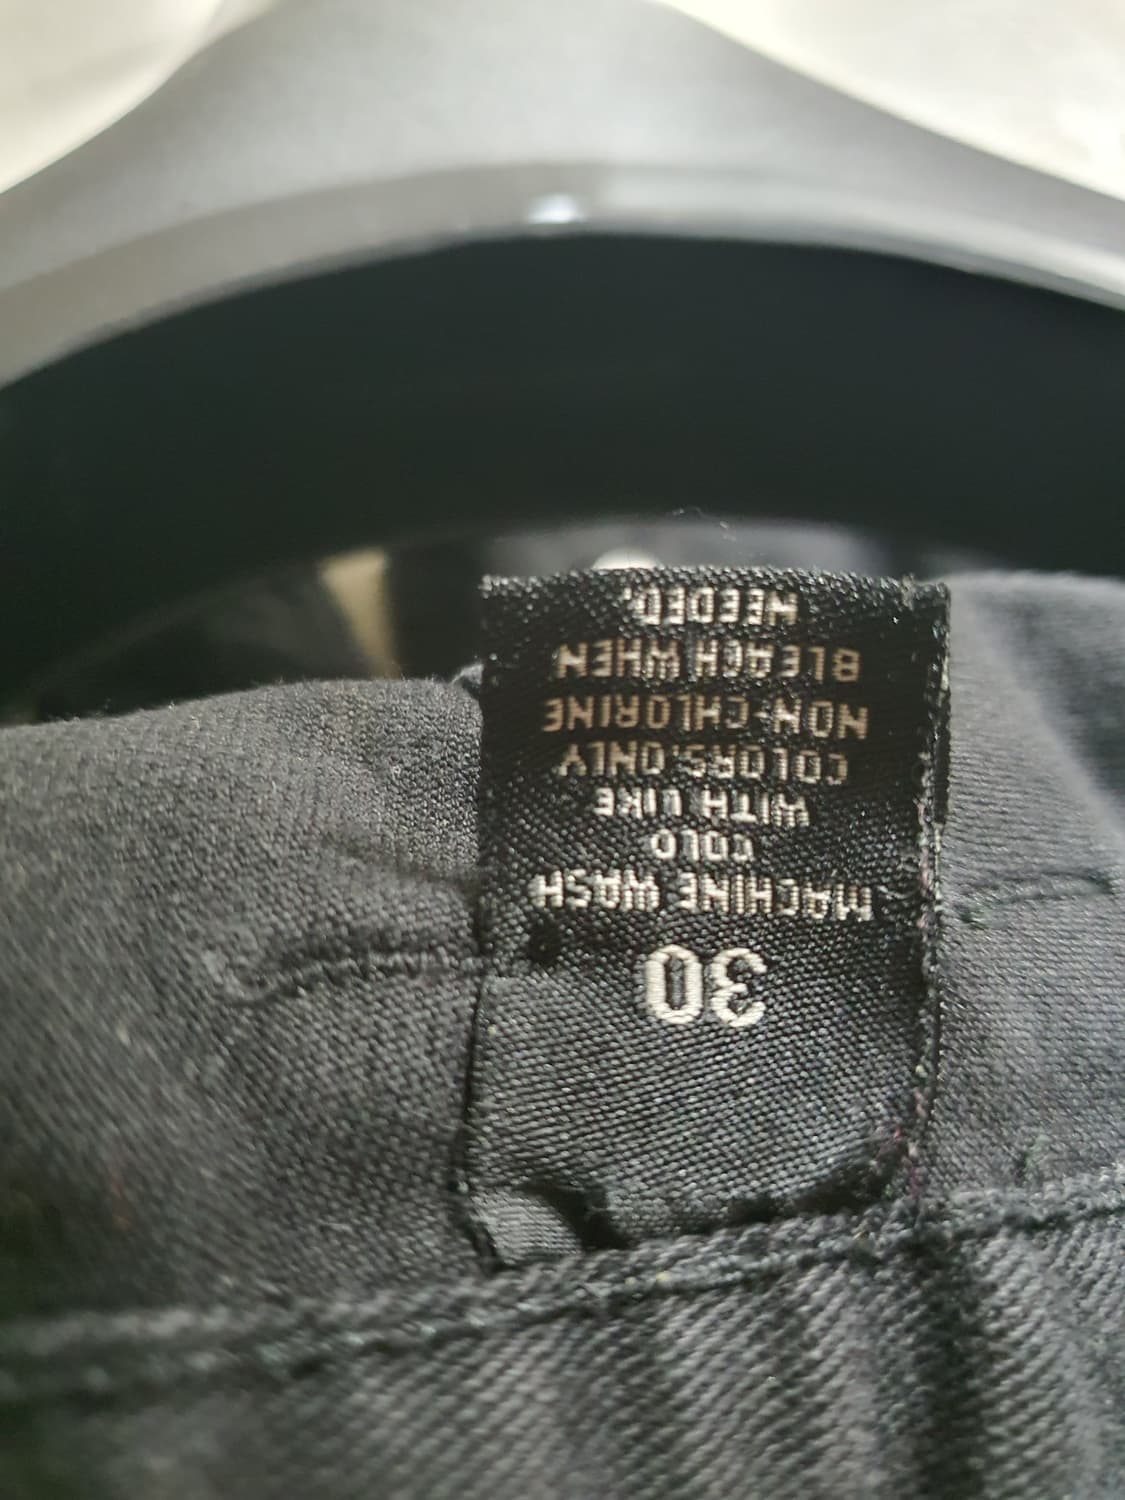 30
MACHINE WASH
COLD
WITH LIKE
COLORS.ONLY
NON-CHLORINE
BLEACH WHEN
NEEDED.